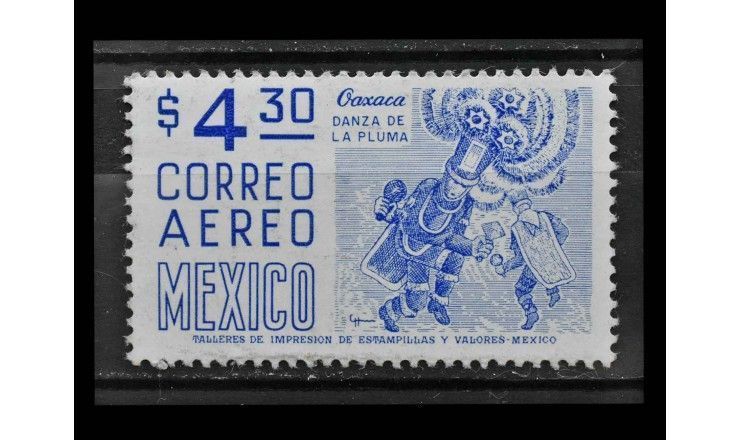 $ 4 30
CORREO
AEREO
MEXICO
Oaxaca
DANZA DE
LA PLUMA
TALLERES DE IMPRESION DE ESTAMPILLAS Y VALORES-MEXICO